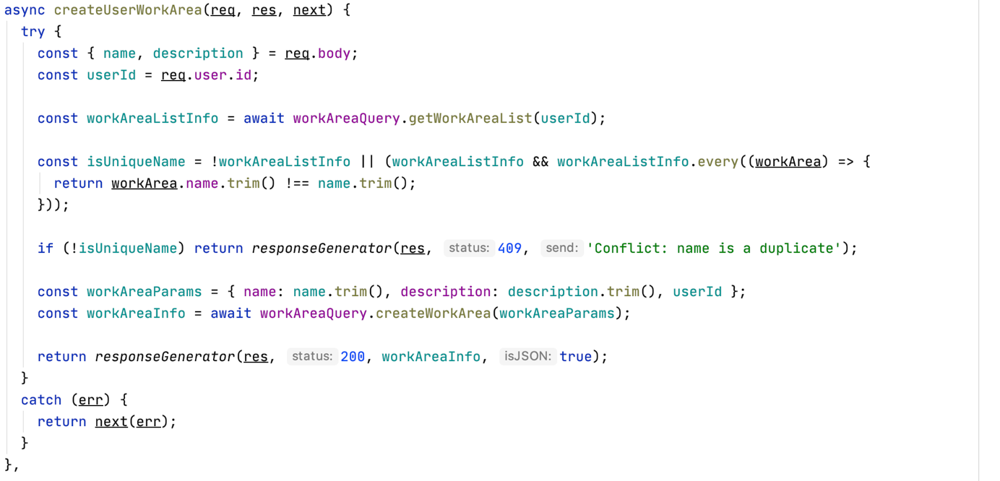 async createUserWorkArea(req, res, next) {
try {
const { name, description } = req.body;
const userId = req.user.id;
const workAreaListInfo = await workAreaQuery.getWorkAreaList(userId);
const isUniqueName = !workAreaListInfo || (workAreaListInfo && workAreaListInfo.every((workArea) => {
return workArea.name.trim() !== name.trim();
}));
if (!isUniqueName) return responseGenerator(res, status: 409, send: 'Conflict: name is a duplicate');
const workAreaParams = { name: name.trim(), description: description.trim(), userId };
const workAreaInfo = await workAreaQuery.createWorkArea(workAreaParams);
return responseGenerator(res, status: 200, workAreaInfo, isJSON: true);
}
catch (err) {
return next(err);
}
},